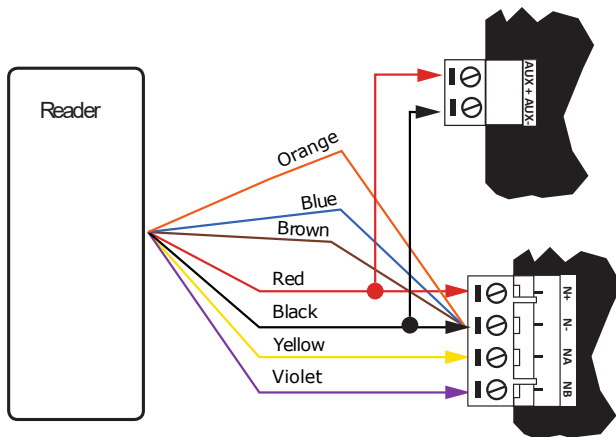 Reader
Orange
Blue
Brown
Red
Black
Yellow
Violet
AUX + AUX-
N+
N-
NA
NB